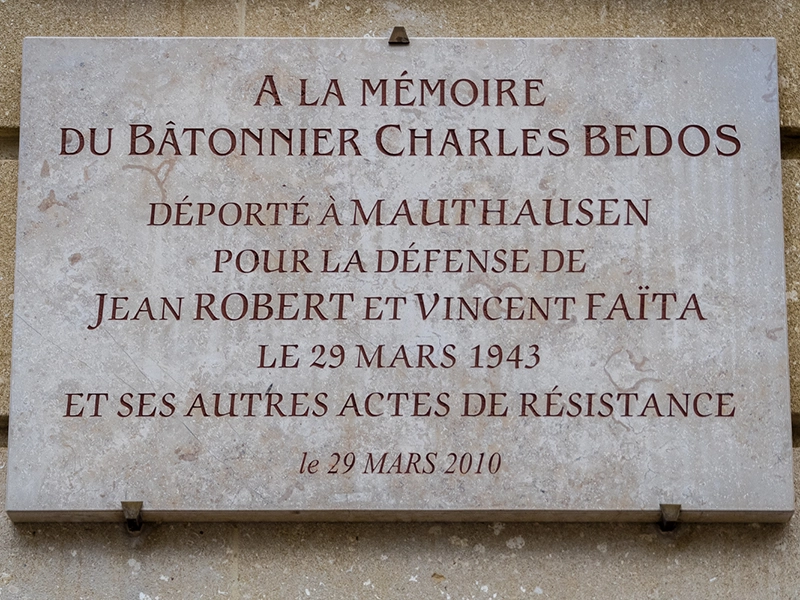 A LA MÉMOIRE
DU BÂTONNIER CHARLES BEDOS
DÉPORTÉ À MAUTHAUSEN
POUR LA DÉFENSE DE
JEAN ROBERT ET VINCENT FAÏTA
LE 29 MARS 1943
ET SES AUTRES ACTES DE RÉSISTANCE
le 29 MARS 2010